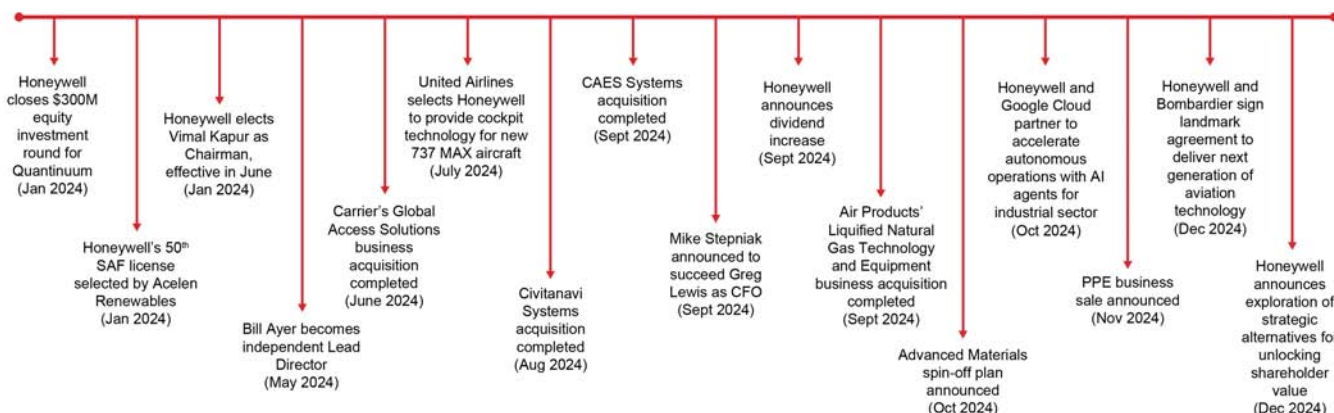 Honeywell
closes $300M
equity
investment
round for
Quantinuum
(Jan 2024)
Honeywell's 50th
SAF license
selected by Acelen
Renewables
(Jan 2024)
Honeywell elects
Vimal Kapur as
Chairman,
effective in June
(Jan 2024)
Bill Ayer becomes
independent Lead
Director
(May 2024)
Carrier's Global
Access Solutions
business
acquisition
completed
(June 2024)
United Airlines
selects Honeywell
to provide cockpit
technology for new
737 MAX aircraft
(July 2024)
Civitanavi
Systems
acquisition
completed
(Aug 2024)
CAES Systems
acquisition
completed
(Sept 2024)
Mike Stepniak
announced to
succeed Greg
Lewis as CFO
(Sept 2024)
Honeywell
announces
dividend
increase
(Sept 2024)
Air Products'
Liquified Natural
Gas Technology
and Equipment
business acquisition
completed
(Sept 2024)
Advanced Materials
spin-off plan
announced
(Oct 2024)
Honeywell and
Google Cloud
partner to
accelerate
autonomous
operations with AI
agents for
industrial sector
(Oct 2024)
PPE business
sale announced
(Nov 2024)
Honeywell and
Bombardier sign
landmark
agreement to
deliver next
generation of
aviation
technology
(Dec 2024)
Honeywell
announces
exploration of
strategic
alternatives for
unlocking
shareholder
value
(Dec 2024)